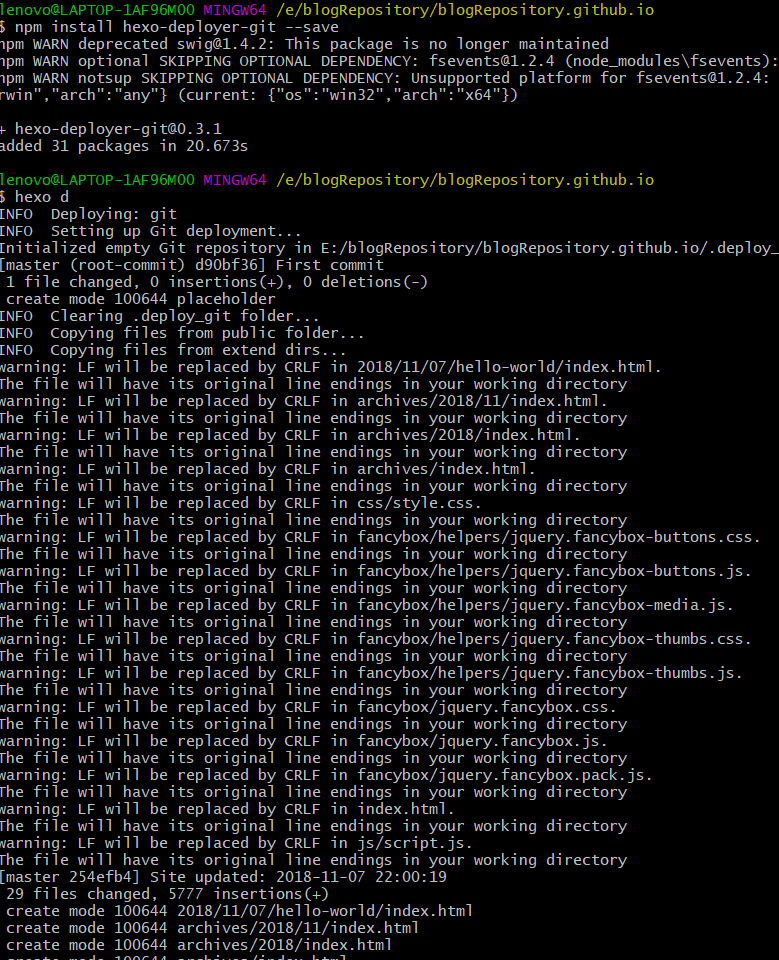 lenovo@LAPTOP-1AF96M00 MINGW64 /e/blogRepository/blogRepository.github.io
$ npm install hexo-deployer-git --save
npm WARN deprecated swig@1.4.2: This package is no longer maintained
npm WARN optional SKIPPING OPTIONAL DEPENDENCY: fsevents@1.2.4 (node_modules\fsevents):
npm WARN notsup SKIPPING OPTIONAL DEPENDENCY: Unsupported platform for fsevents@1.2.4:
rwin","arch":"any"} (current: {"os":"win32","arch":"x64"})
+ hexo-deployer-git@0.3.1
added 31 packages in 20.673s
lenovo@LAPTOP-1AF96M00 MINGW64 /e/blogRepository/blogRepository.github.io
$ hexo d
INFO  Deploying: git
INFO  Setting up Git deployment...
Initialized empty Git repository in E:/blogRepository/blogRepository.github.io/.deploy_
[master (root-commit) d90bf36] First commit
 1 file changed, 0 insertions(+), 0 deletions(-)
 create mode 100644 placeholder
INFO  Clearing .deploy_git folder...
INFO  Copying files from public folder...
INFO  Copying files from extend dirs...
warning: LF will be replaced by CRLF in 2018/11/07/hello-world/index.html.
The file will have its original line endings in your working directory
warning: LF will be replaced by CRLF in archives/2018/11/index.html.
The file will have its original line endings in your working directory
warning: LF will be replaced by CRLF in archives/2018/index.html.
The file will have its original line endings in your working directory
warning: LF will be replaced by CRLF in archives/index.html.
The file will have its original line endings in your working directory
warning: LF will be replaced by CRLF in css/style.css.
The file will have its original line endings in your working directory
warning: LF will be replaced by CRLF in fancybox/helpers/jquery.fancybox-buttons.css.
The file will have its original line endings in your working directory
warning: LF will be replaced by CRLF in fancybox/helpers/jquery.fancybox-buttons.js.
The file will have its original line endings in your working directory
warning: LF will be replaced by CRLF in fancybox/helpers/jquery.fancybox-media.js.
The file will have its original line endings in your working directory
warning: LF will be replaced by CRLF in fancybox/helpers/jquery.fancybox-thumbs.css.
The file will have its original line endings in your working directory
warning: LF will be replaced by CRLF in fancybox/helpers/jquery.fancybox-thumbs.js.
The file will have its original line endings in your working directory
warning: LF will be replaced by CRLF in fancybox/jquery.fancybox.css.
The file will have its original line endings in your working directory
warning: LF will be replaced by CRLF in fancybox/jquery.fancybox.js.
The file will have its original line endings in your working directory
warning: LF will be replaced by CRLF in fancybox/jquery.fancybox.pack.js.
The file will have its original line endings in your working directory
warning: LF will be replaced by CRLF in index.html.
The file will have its original line endings in your working directory
warning: LF will be replaced by CRLF in js/script.js.
The file will have its original line endings in your working directory
[master 254efb4] Site updated: 2018-11-07 22:00:19
 29 files changed, 5777 insertions(+)
 create mode 100644 2018/11/07/hello-world/index.html
 create mode 100644 archives/2018/11/index.html
 create mode 100644 archives/2018/index.html
 create mode 100644 archives/index.html